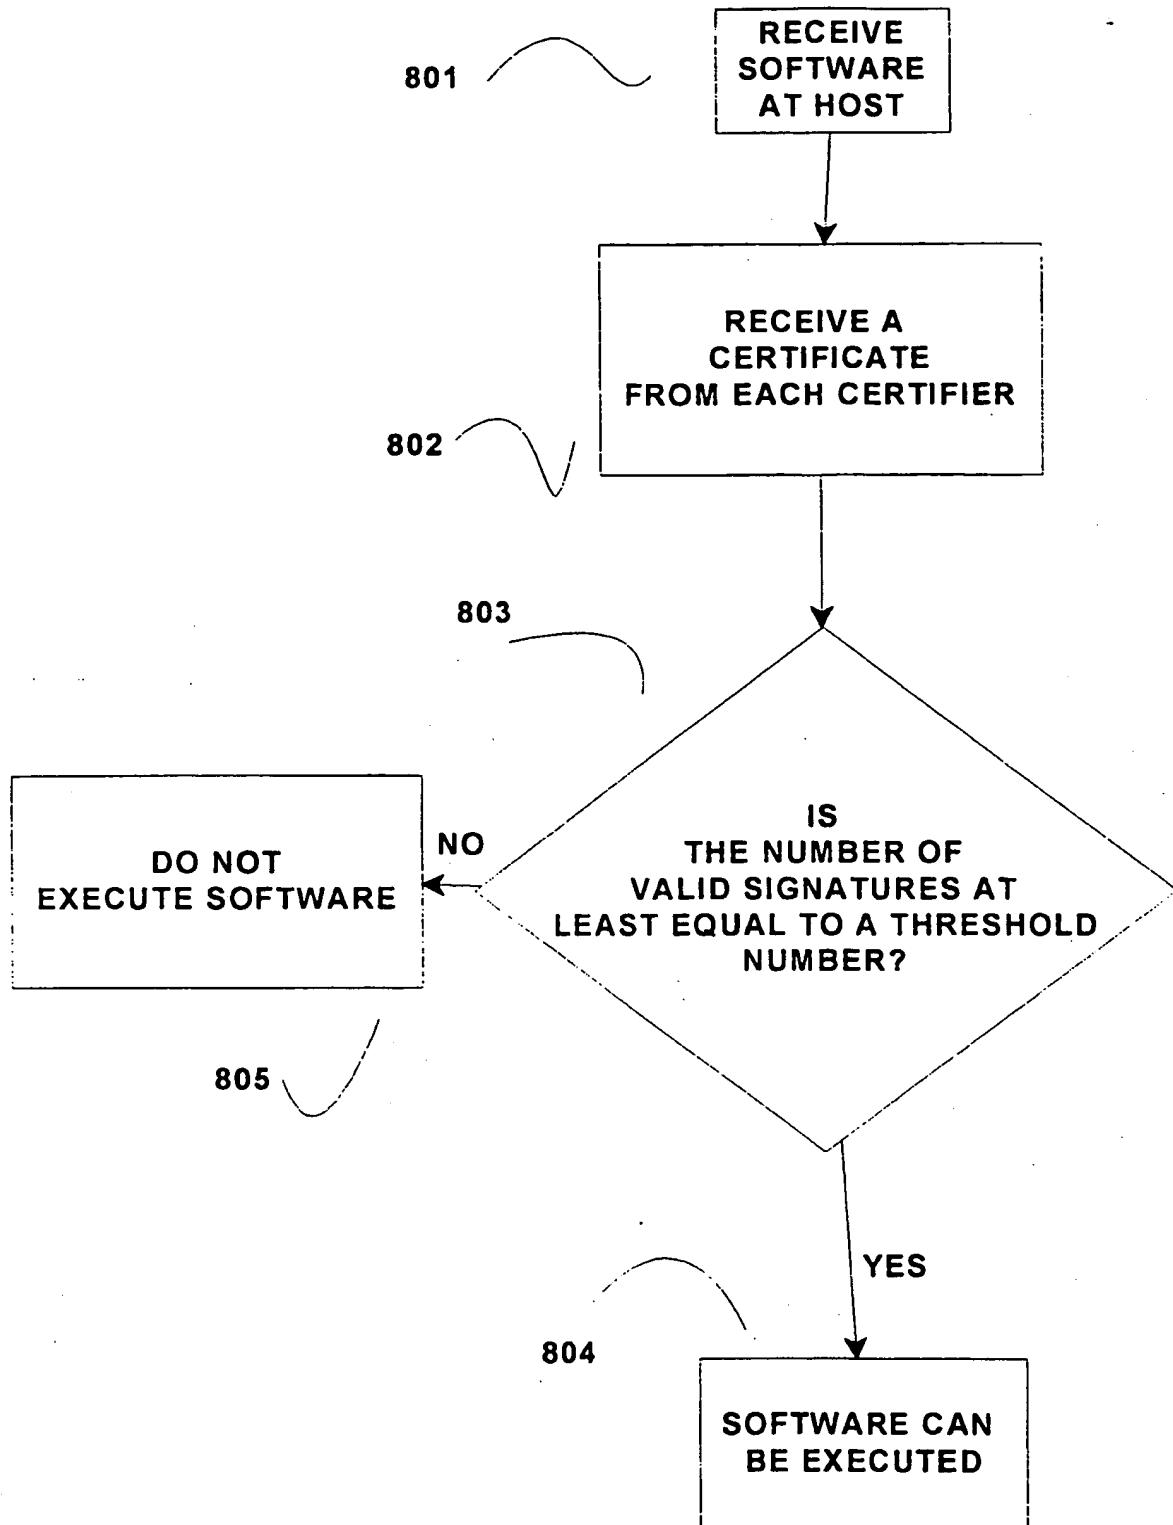 801
RECEIVE
SOFTWARE
AT HOST
RECEIVE A
CERTIFICATE
FROM EACH CERTIFIER
802
803
IS
THE NUMBER OF
VALID SIGNATURES AT
LEAST EQUAL TO A THRESHOLD
NUMBER?
NO
DO NOT
EXECUTE SOFTWARE
805
YES
804
SOFTWARE CAN
BE EXECUTED